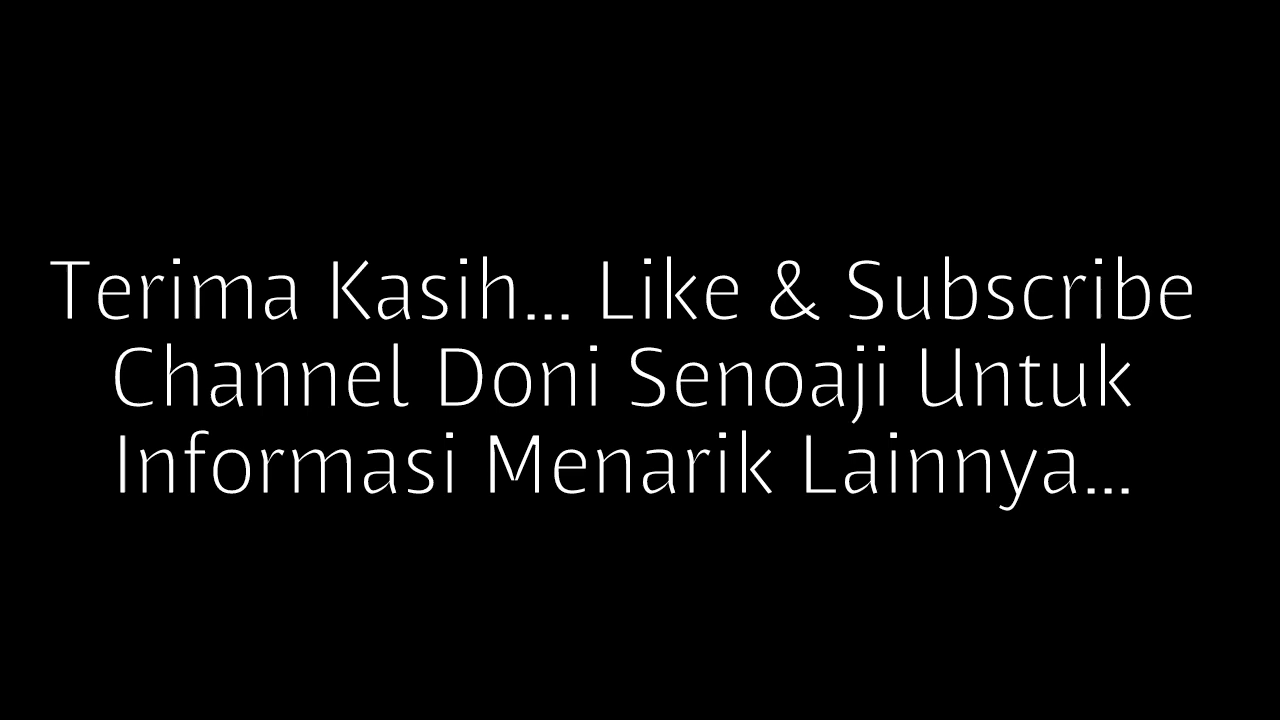 Terima Kasih... Like & Subscribe
Channel Doni Senoaji Untuk
Informasi Menarik Lainnya...